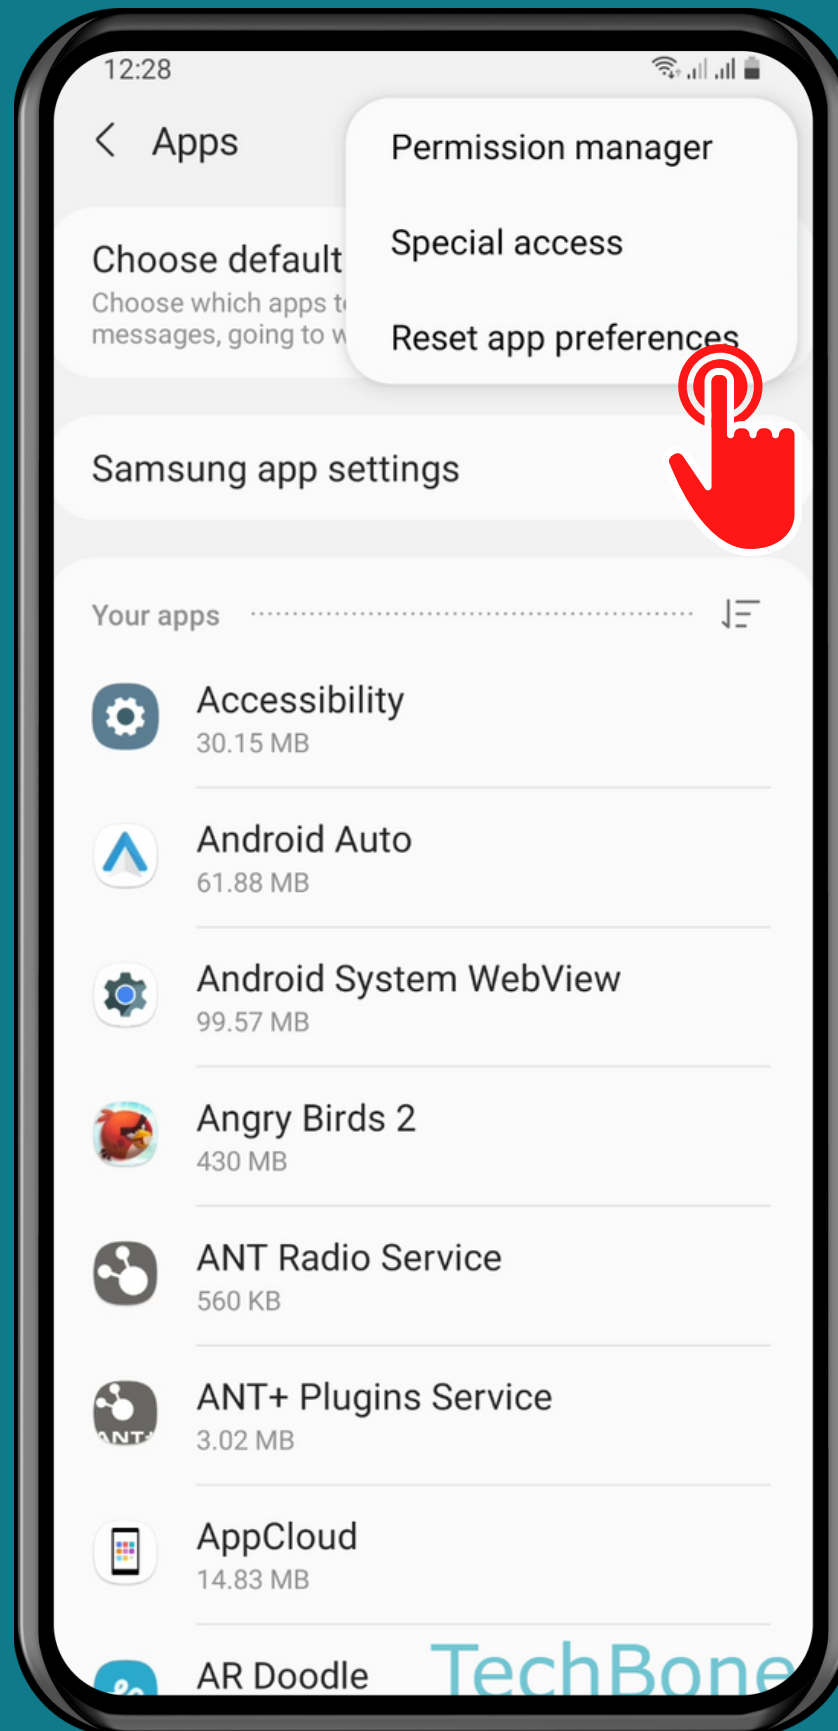 12:28
Apps
Permission manager
Special access
Reset app preferences
Choose default
Choose which apps
messages, going to
Samsung app settings
Your apps
Accessibility
30.15 MB
Android Auto
61.88 MB
Android System WebView
99.57 MB
Angry Birds 2
430 MB
ANT Radio Service
560 KB
ANT+ Plugins Service
3.02 MB
ANT+
AppCloud
14.83 MB
AR Doodle
TechBone